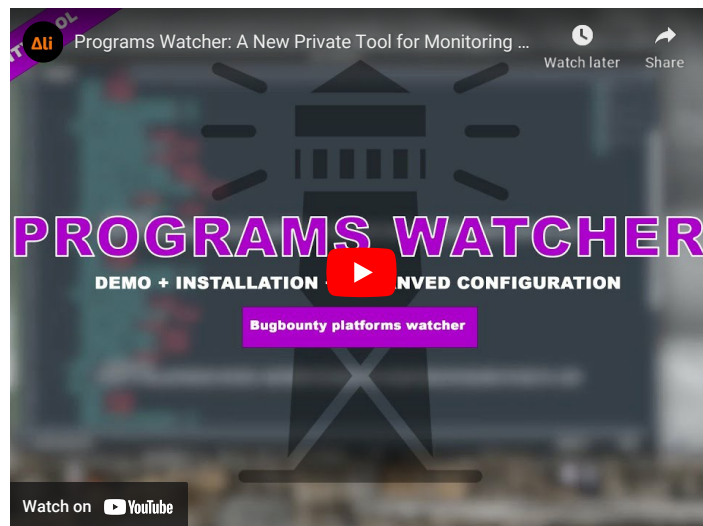 Ali
Programs Watcher: A New Private Tool for Monitoring ...
Watch later
Share
PROGRAMS WATCHER
DEMO + INSTALLATION CONFIGURATION
Bugbounty platforms watcher
Watch on YouTube